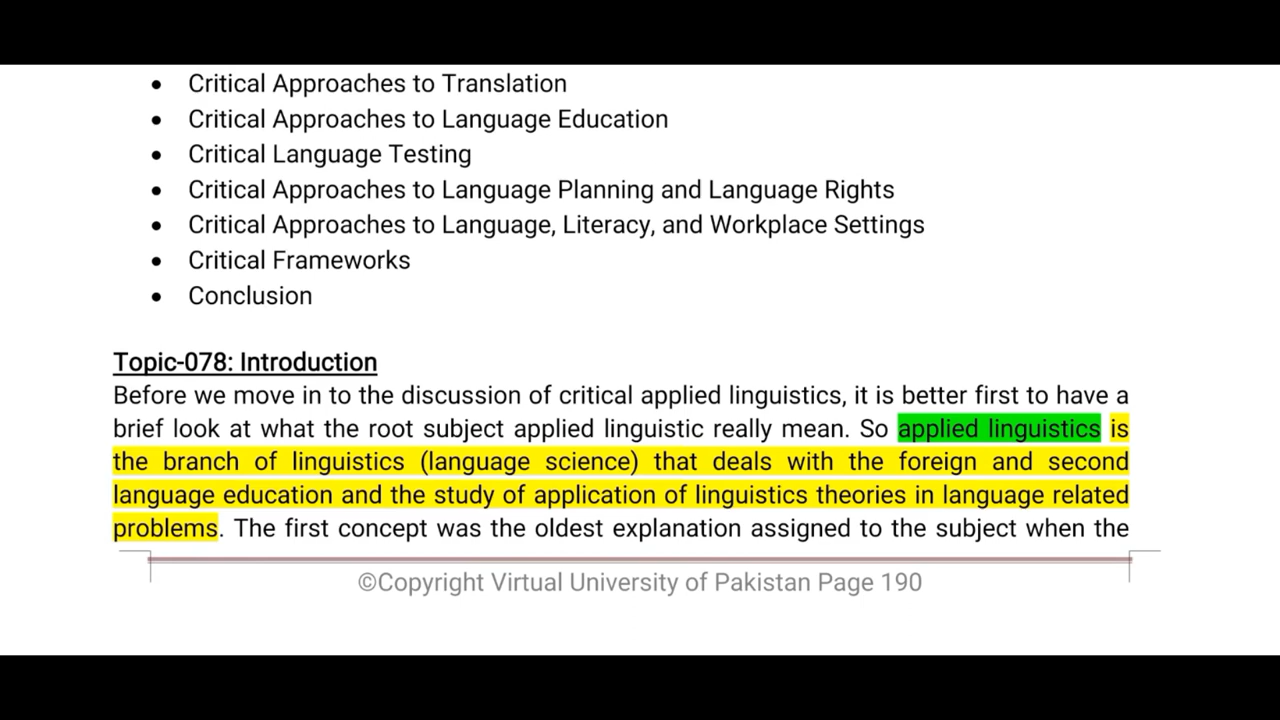 • Critical Approaches to Translation
• Critical Approaches to Language Education
• Critical Language Testing
• Critical Approaches to Language Planning and Language Rights
• Critical Approaches to Language, Literacy, and Workplace Settings
• Critical Frameworks
• Conclusion
Topic-078: Introduction
Before we move in to the discussion of critical applied linguistics, it is better first to have a
brief look at what the root subject applied linguistic really mean. So applied linguistics is
the branch of linguistics (language science) that deals with the foreign and second
language education and the study of application of linguistics theories in language related
problems. The first concept was the oldest explanation assigned to the subject when the
©Copyright Virtual University of Pakistan Page 190